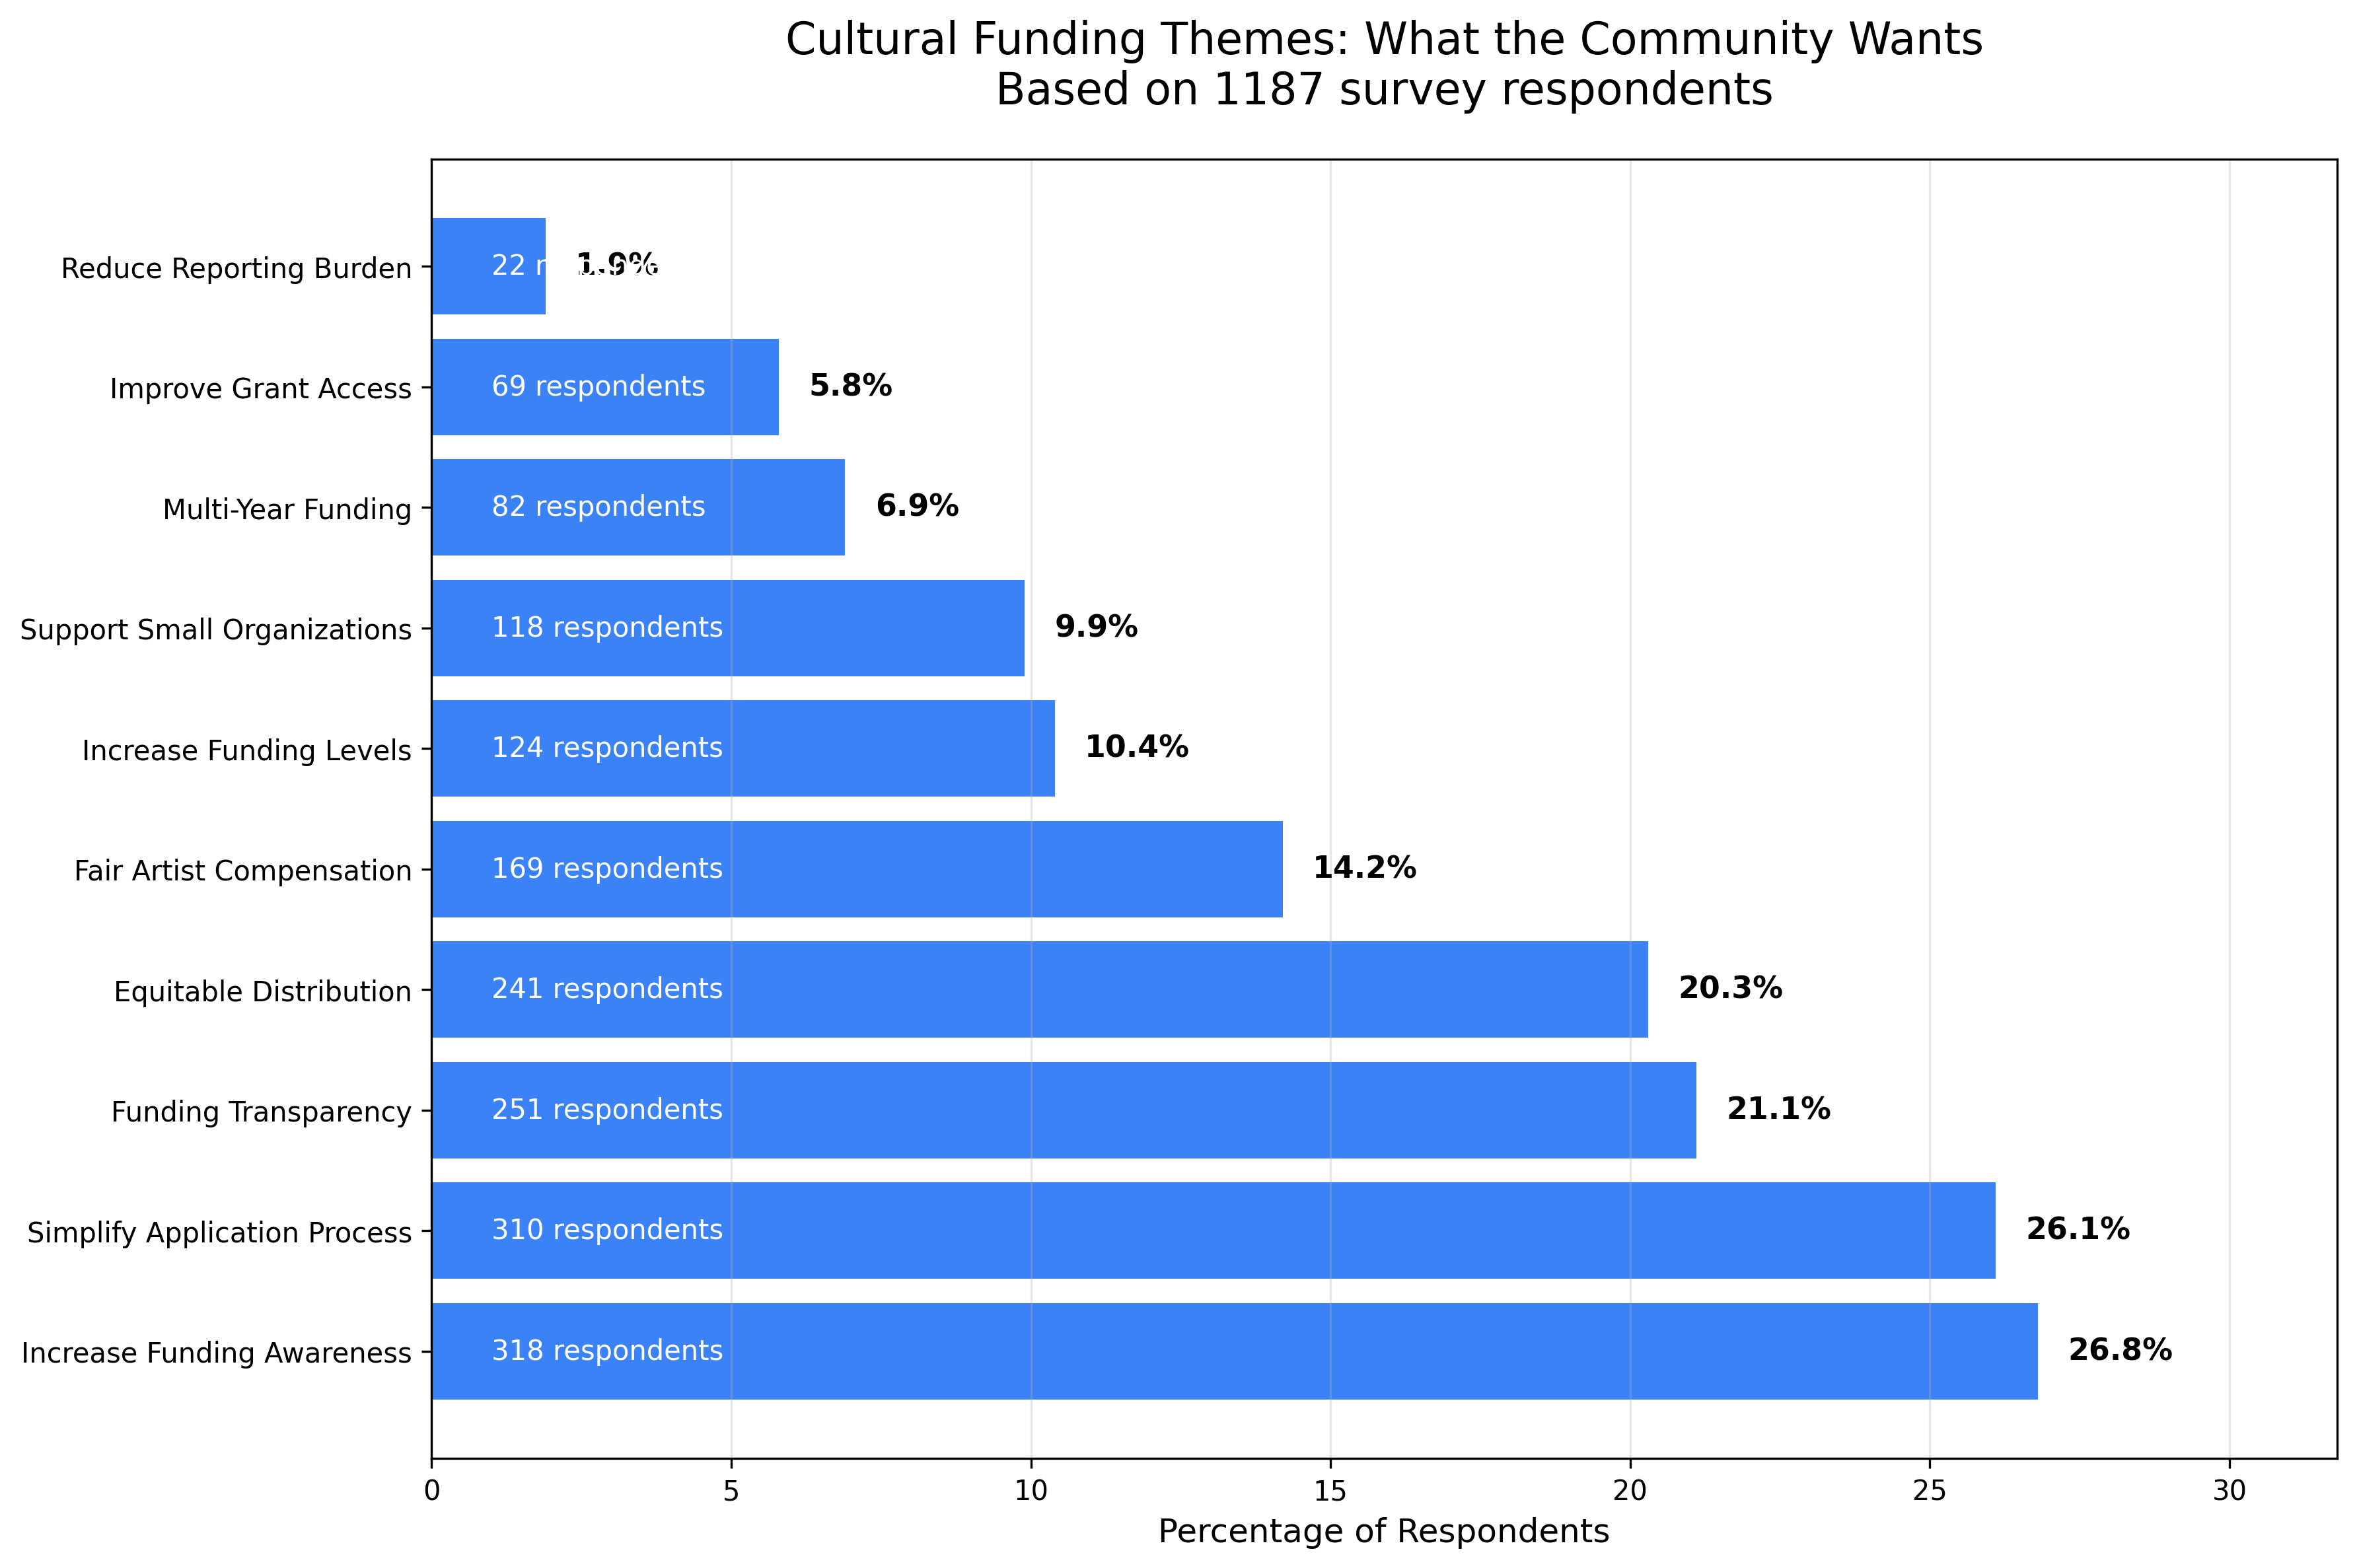 Cultural Funding Themes: What the Community Wants
Based on 1187 survey respondents
Reduce Reporting Burden 22 1.9%
Improve Grant Access 69 respondents 5.8%
Multi-Year Funding 82 respondents 6.9%
Support Small Organizations 118 respondents 9.9%
Increase Funding Levels 124 respondents 10.4%
Fair Artist Compensation 169 respondents 14.2%
Equitable Distribution 241 respondents 20.3%
Funding Transparency 251 respondents 21.1%
Simplify Application Process 310 respondents 26.1%
Increase Funding Awareness 318 respondents 26.8%
0 5 10 15 20 25 30
Percentage of Respondents